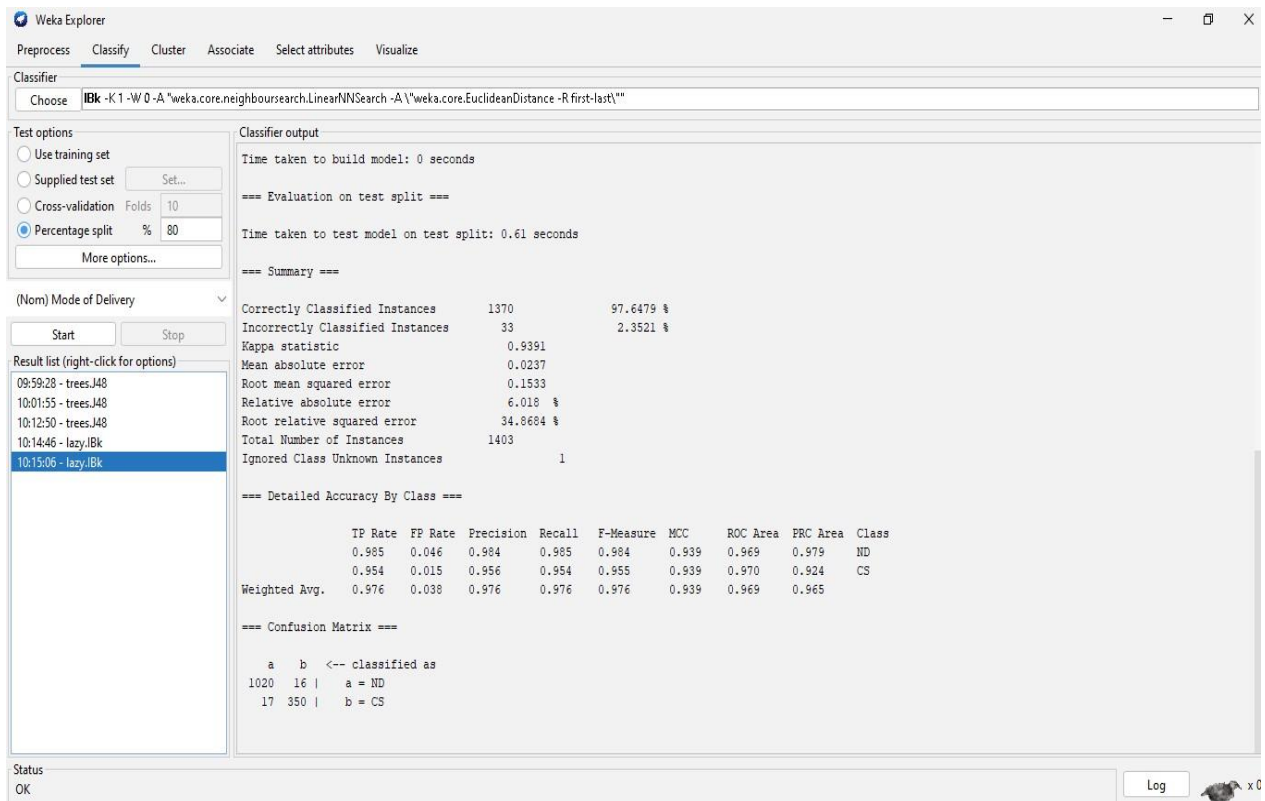 Weka Explorer
Preprocess Classify Cluster Associate Select attributes Visualize
Classifier
Choose IBk -K 1 -W 0 -A "weka.core.neighboursearch.LinearNNSearch -A \"weka.core.EuclideanDistance -R first-last\""
Test options
Use training set
Supplied test set Set...
Cross-validation Folds 10
Percentage split % 80
More options...
(Nom) Mode of Delivery
Start Stop
Result list (right-click for options)
09:59:28 - trees.J48
10:01:55 - trees.J48
10:12:50 - trees.J48
10:14:46 - lazy.IBk
10:15:06 - lazy.IBk
Classifier output
Time taken to build model: 0 seconds
=== Evaluation on test split ===
Time taken to test model on test split: 0.61 seconds
=== Summary ===
Correctly Classified Instances 1370 97.6479 %
Incorrectly Classified Instances 33 2.3521 %
Kappa statistic 0.9391
Mean absolute error 0.0237
Root mean squared error 0.1533
Relative absolute error 6.018 %
Root relative squared error 34.8684 %
Total Number of Instances 1403
Ignored Class Unknown Instances 1
=== Detailed Accuracy By Class ===
TP Rate FP Rate Precision Recall F-Measure MCC ROC Area PRC Area Class
0.985 0.046 0.984 0.985 0.984 0.939 0.969 0.979 ND
0.954 0.015 0.956 0.954 0.955 0.939 0.970 0.924 CS
Weighted Avg. 0.976 0.038 0.976 0.976 0.976 0.939 0.969 0.965
=== Confusion Matrix ===
a b <-- classified as
1020 16 | a = ND
17 350 | b = CS
Status
OK
Log x 0